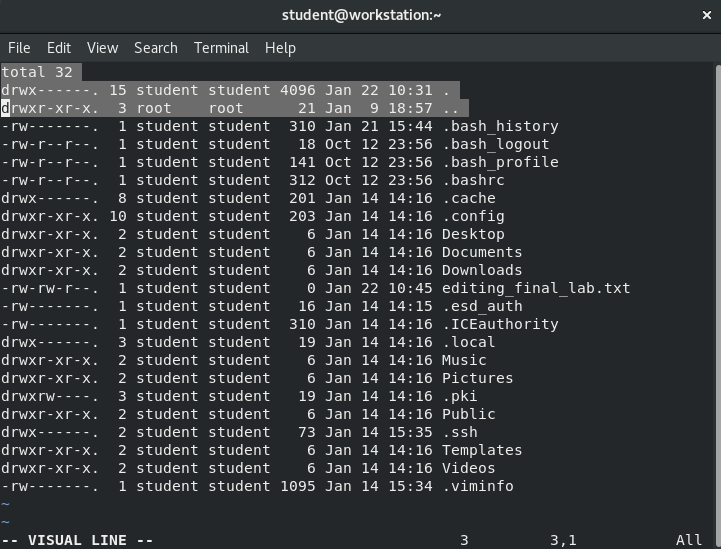 student@workstation:~ ×
File Edit View Search Terminal Help
total 32
drwx------. 15 student student 4096 Jan 22 10:31 .
drwxr-xr-x.  3 root    root      21 Jan  9 18:57 ..
-rw-------.  1 student student  310 Jan 21 15:44 .bash_history
-rw-r--r--.  1 student student   18 Oct 12 23:56 .bash_logout
-rw-r--r--.  1 student student  141 Oct 12 23:56 .bash_profile
-rw-r--r--.  1 student student  312 Oct 12 23:56 .bashrc
drwx------.  8 student student  201 Jan 14 14:16 .cache
drwxr-xr-x. 10 student student  203 Jan 14 14:16 .config
drwxr-xr-x.  2 student student    6 Jan 14 14:16 Desktop
drwxr-xr-x.  2 student student    6 Jan 14 14:16 Documents
drwxr-xr-x.  2 student student    6 Jan 14 14:16 Downloads
-rw-rw-r--.  1 student student    0 Jan 22 10:45 editing_final_lab.txt
-rw-------.  1 student student   16 Jan 14 14:15 .esd_auth
-rw-------.  1 student student  310 Jan 14 14:16 .ICEauthority
drwx------.  3 student student   19 Jan 14 14:16 .local
drwxr-xr-x.  2 student student    6 Jan 14 14:16 Music
drwxr-xr-x.  2 student student    6 Jan 14 14:16 Pictures
drwxrw----.  3 student student   19 Jan 14 14:16 .pki
drwxr-xr-x.  2 student student    6 Jan 14 14:16 Public
drwx------.  2 student student   73 Jan 14 15:35 .ssh
drwxr-xr-x.  2 student student    6 Jan 14 14:16 Templates
drwxr-xr-x.  2 student student    6 Jan 14 14:16 Videos
-rw-------.  1 student student 1095 Jan 14 15:34 .viminfo
~
~
-- VISUAL LINE -- 3 3,1 All